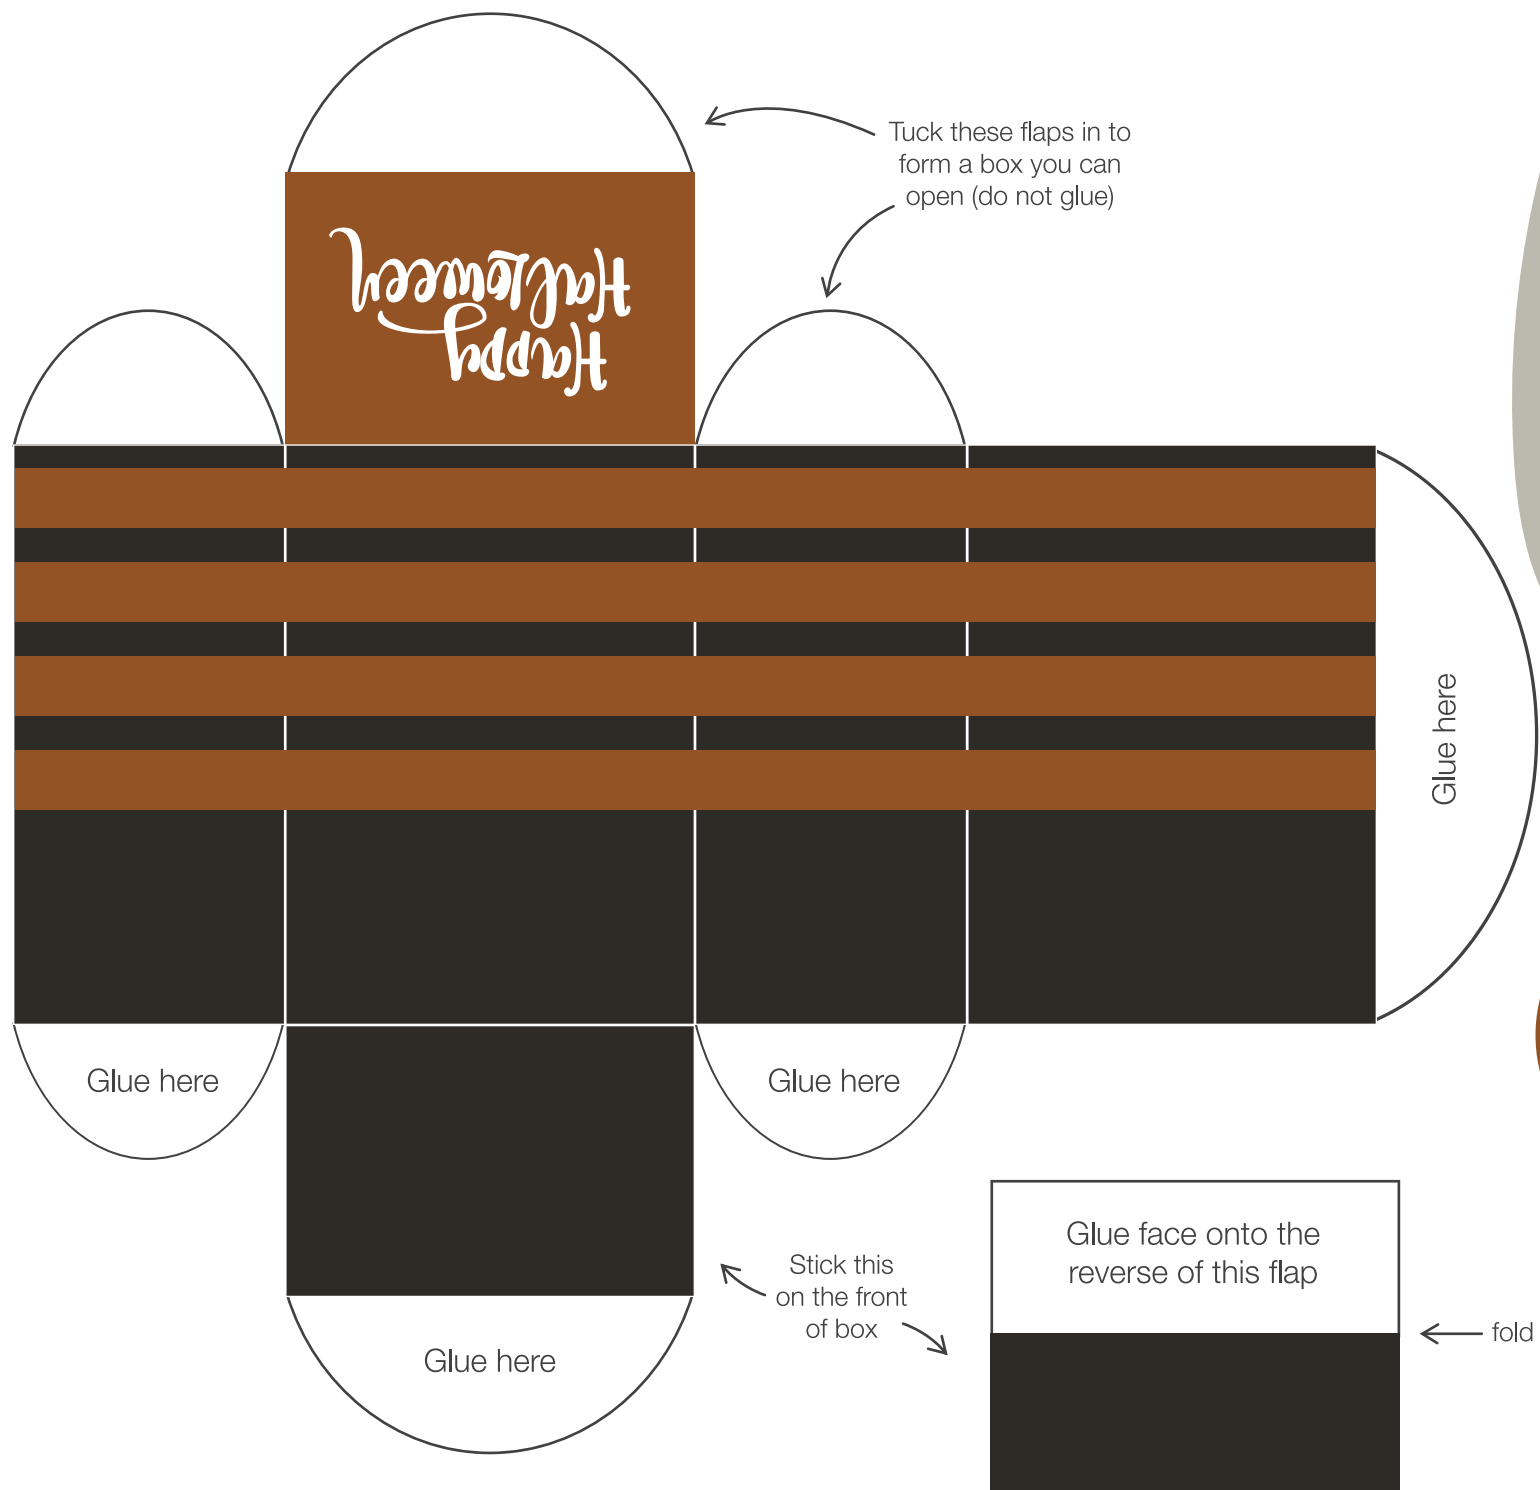 Tuck these flaps in to
form a box you can
open (do not glue)
Happy
Halloween
Glue here
Glue here
Glue here
Glue here
Stick this
on the front
of box
Glue face onto the
reverse of this flap
fold